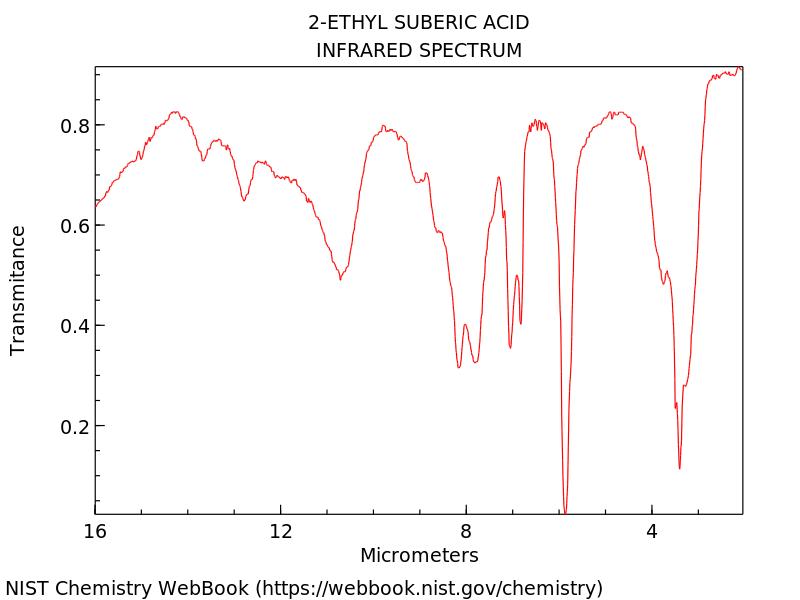 2-ETHYL SUBERIC ACID
INFRARED SPECTRUM
0.8
0.6
0.4
0.2
Transmitance
16 12 8 4
Micrometers
NIST Chemistry WebBook (https://webbook.nist.gov/chemistry)